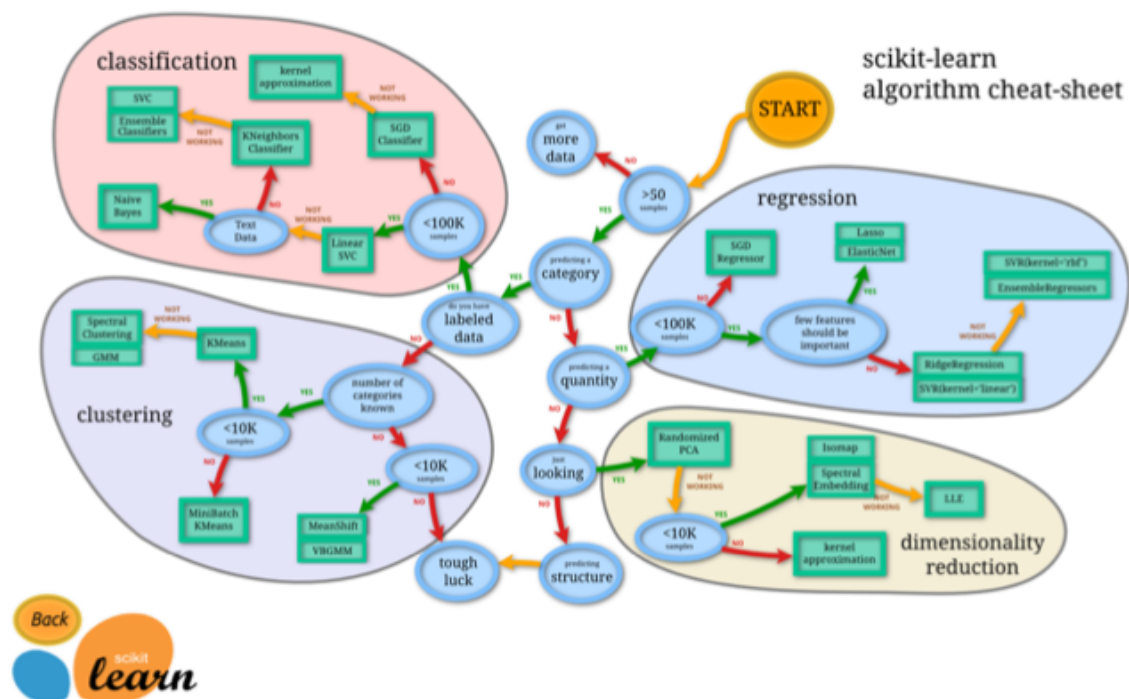 scikit-learn
algorithm cheat-sheet
START
classification
kernel
approximation
NOT
WORKING
SVC
Ensemble
Classifiers
NOT
WORKING
KNeighbors
Classifier
SGD
Classifier
NO
Naive
Bayes
YES
Text
Data
NO
NOT
WORKING
Linear
SVC
YES
<100K
samples
YES
get
more
data
NO
>50
samples
YES
predicting a
category
YES
do you have
labeled
data
NO
NO
predicting a
quantity
YES
NO
just
looking
YES
NO
predicting
structure
tough
luck
regression
SGD
Regressor
NO
<100K
samples
YES
Lasso
ElasticNet
YES
few features
should be
important
NO
SVR(kernel='rbf')
EnsembleRegressors
NOT
WORKING
RidgeRegression
SVR(kernel='linear')
clustering
Spectral
Clustering
GMM
NOT
WORKING
KMeans
YES
<10K
samples
YES
number of
categories
known
NO
NO
MiniBatch
KMeans
<10K
samples
YES
NO
MeanShift
VBGMM
Randomized
PCA
NOT
WORKING
<10K
samples
YES
NO
Isomap
Spectral
Embedding
NOT
WORKING
LLE
kernel
approximation
dimensionality
reduction
Back
scikit
learn